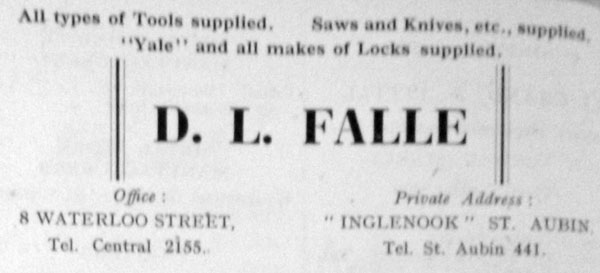 All types of Tools supplied. Saws and Knives, etc., supplied.
"Yale" and all makes of Locks supplied.
D. L. FALLE
Office : Private Address :
8 WATERLOO STREET, "INGLENOOK" ST. AUBIN.
Tel. Central 2155. Tel. St. Aubin 441.